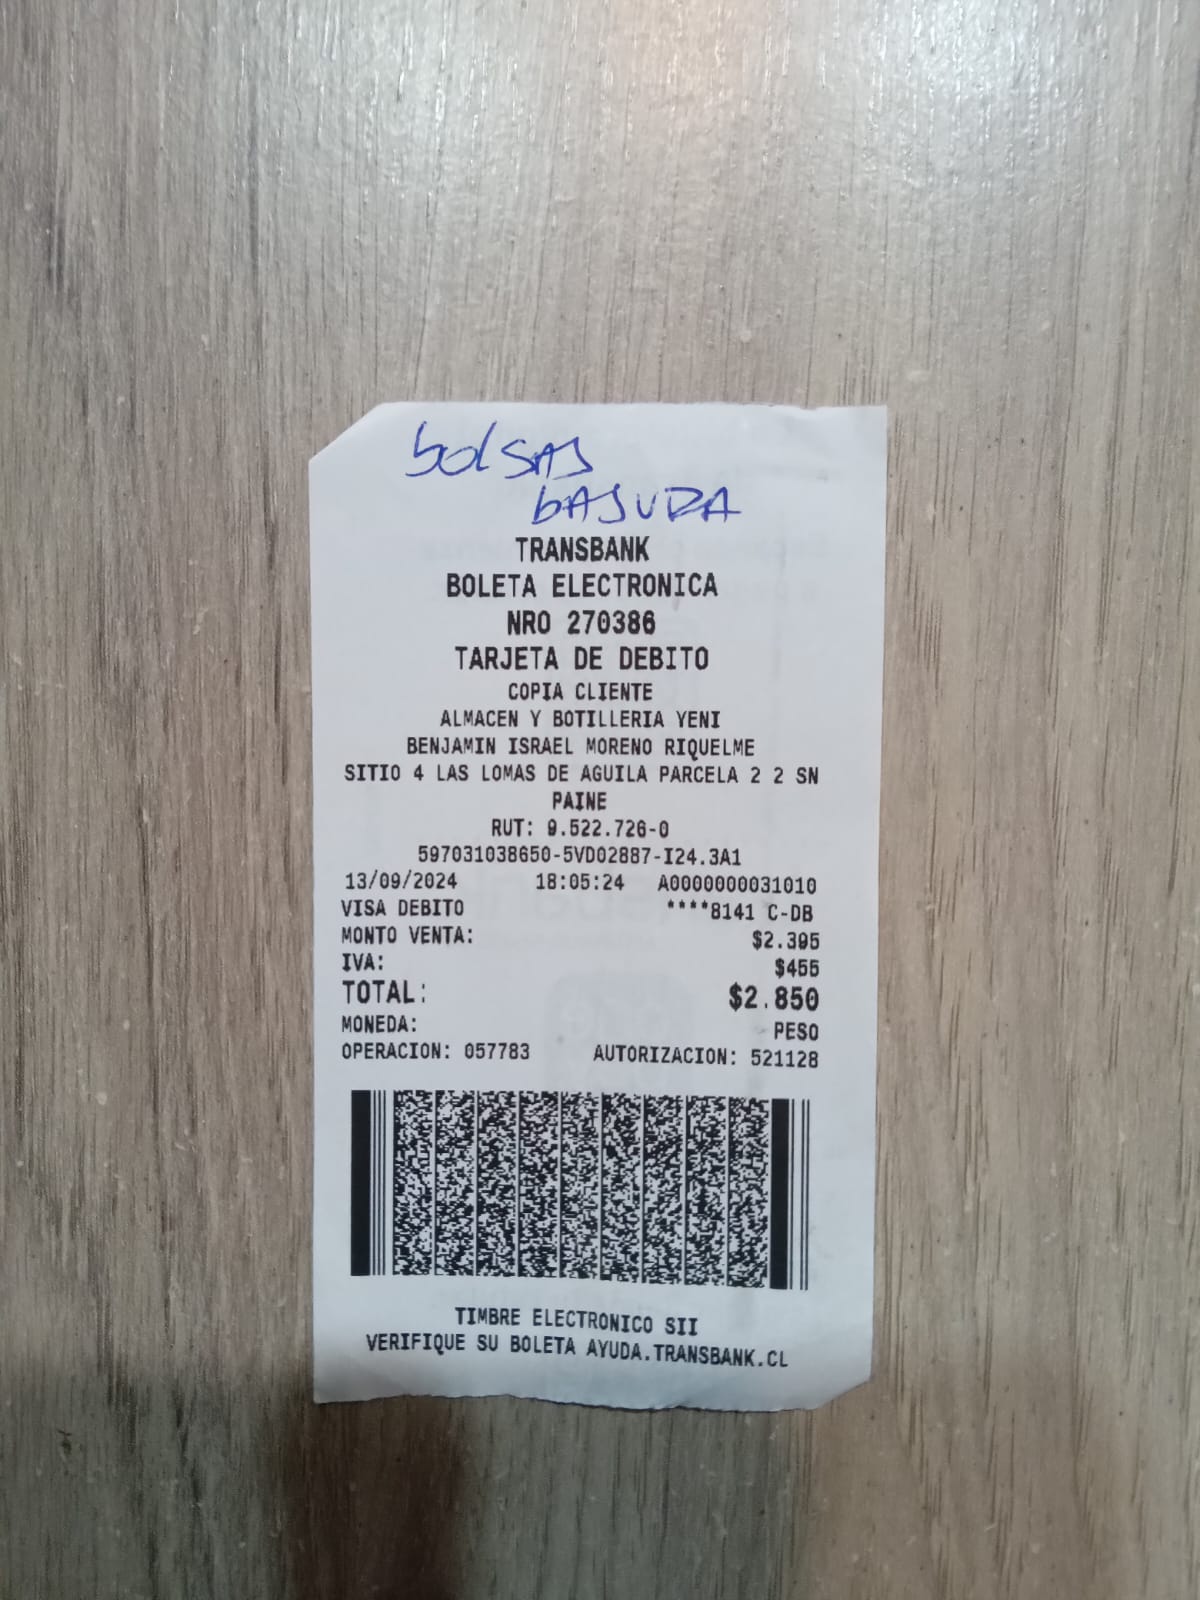 bolsas
basura
TRANSBANK
BOLETA ELECTRONICA
NRO 270386
TARJETA DE DEBITO
COPIA CLIENTE
ALMACEN Y BOTILLERIA YENI
BENJAMIN ISRAEL MORENO RIQUELME
SITIO 4 LAS LOMAS DE AGUILA PARCELA 2 2 SN
PAINE
RUT: 9.522.726-0
597031038650-5VD02887-I24.3A1
13/09/2024 18:05:24 A0000000031010
VISA DEBITO ****8141 C-DB
MONTO VENTA: $2.395
IVA: $455
TOTAL: $2.850
MONEDA: PESO
OPERACION: 057783 AUTORIZACION: 521128
TIMBRE ELECTRONICO SII
VERIFIQUE SU BOLETA AYUDA.TRANSBANK.CL